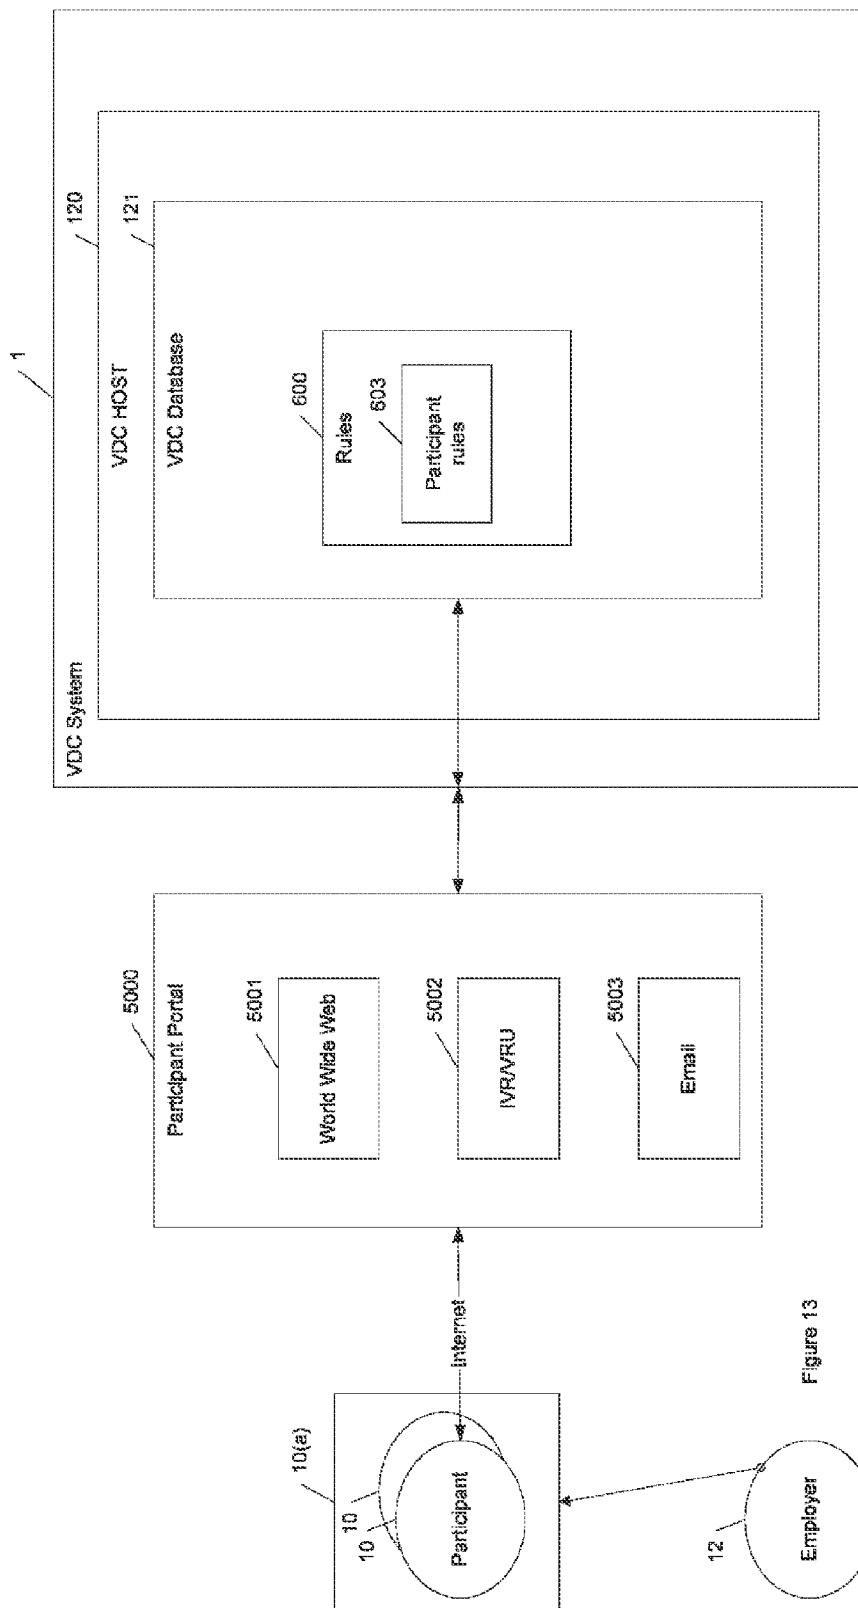 1
VDC System
120
VDC HOST
121
VDC Database
600
Rules
603
Participant
rules
5000
Participant Portal
5001
World Wide Web
5002
IVR/VRU
5003
Email
internet
10(a)
10
10
Participant
12
Employer
Figure 13